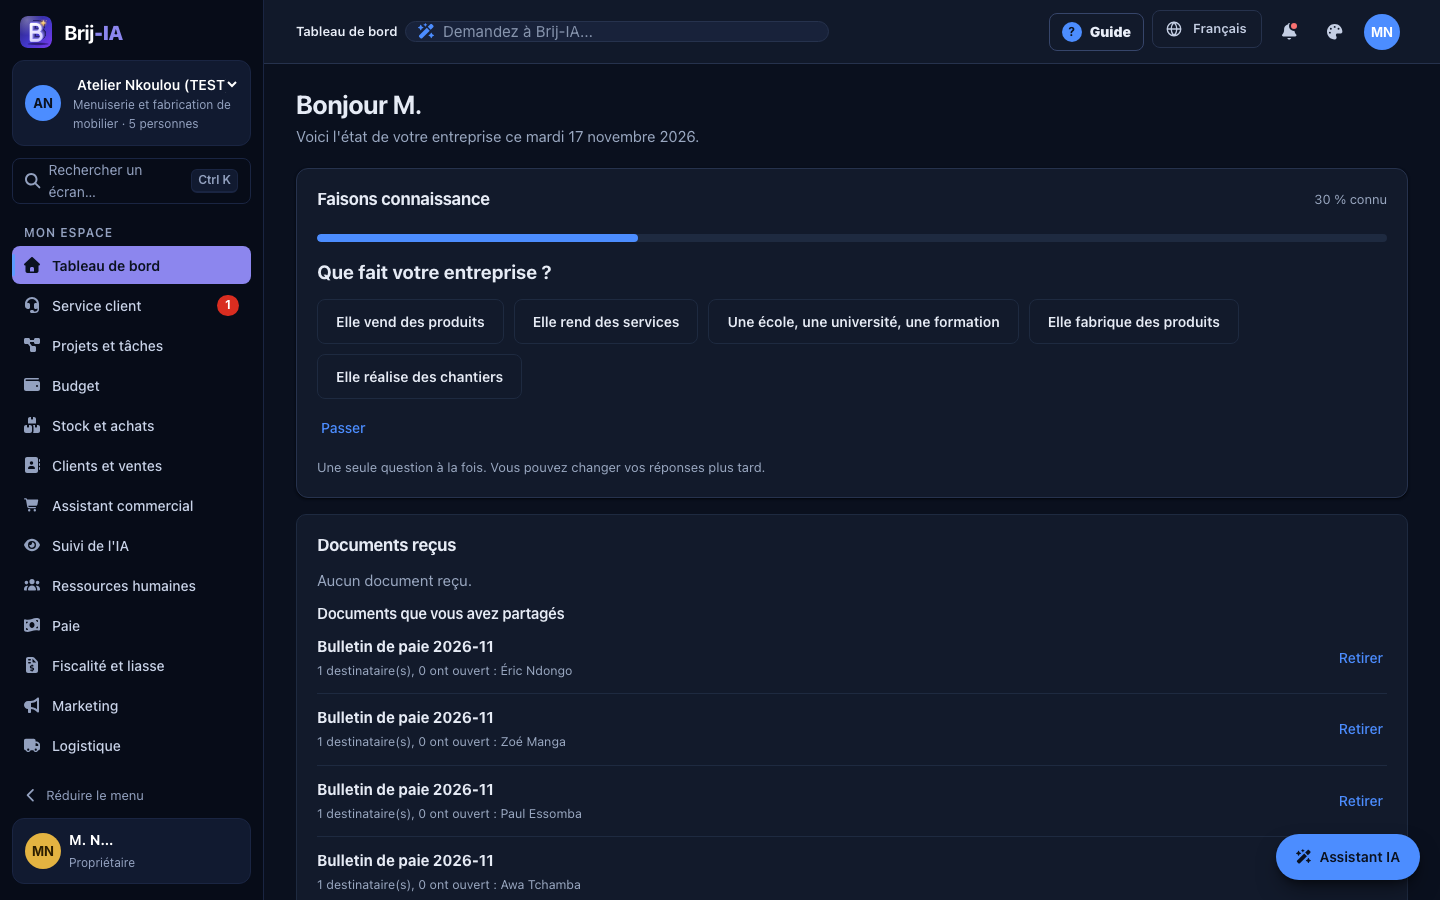 Brij-IA
AN
Atelier Nkoulou (TEST
Menuiserie et fabrication de
mobilier · 5 personnes
Rechercher un
écran...
Ctrl K
MON ESPACE
Tableau de bord
Service client
1
Projets et tâches
Budget
Stock et achats
Clients et ventes
Assistant commercial
Suivi de l'IA
Ressources humaines
Paie
Fiscalité et liasse
Marketing
Logistique
Réduire le menu
MN
M. N...
Propriétaire
Tableau de bord
Demandez à Brij-IA...
? Guide
Français
MN
Bonjour M.
Voici l'état de votre entreprise ce mardi 17 novembre 2026.
Faisons connaissance
30 % connu
Que fait votre entreprise ?
Elle vend des produits
Elle rend des services
Une école, une université, une formation
Elle fabrique des produits
Elle réalise des chantiers
Passer
Une seule question à la fois. Vous pouvez changer vos réponses plus tard.
Documents reçus
Aucun document reçu.
Documents que vous avez partagés
Bulletin de paie 2026-11
1 destinataire(s), 0 ont ouvert : Éric Ndongo
Retirer
Bulletin de paie 2026-11
1 destinataire(s), 0 ont ouvert : Zoé Manga
Retirer
Bulletin de paie 2026-11
1 destinataire(s), 0 ont ouvert : Paul Essomba
Retirer
Bulletin de paie 2026-11
1 destinataire(s), 0 ont ouvert : Awa Tchamba
Assistant IA